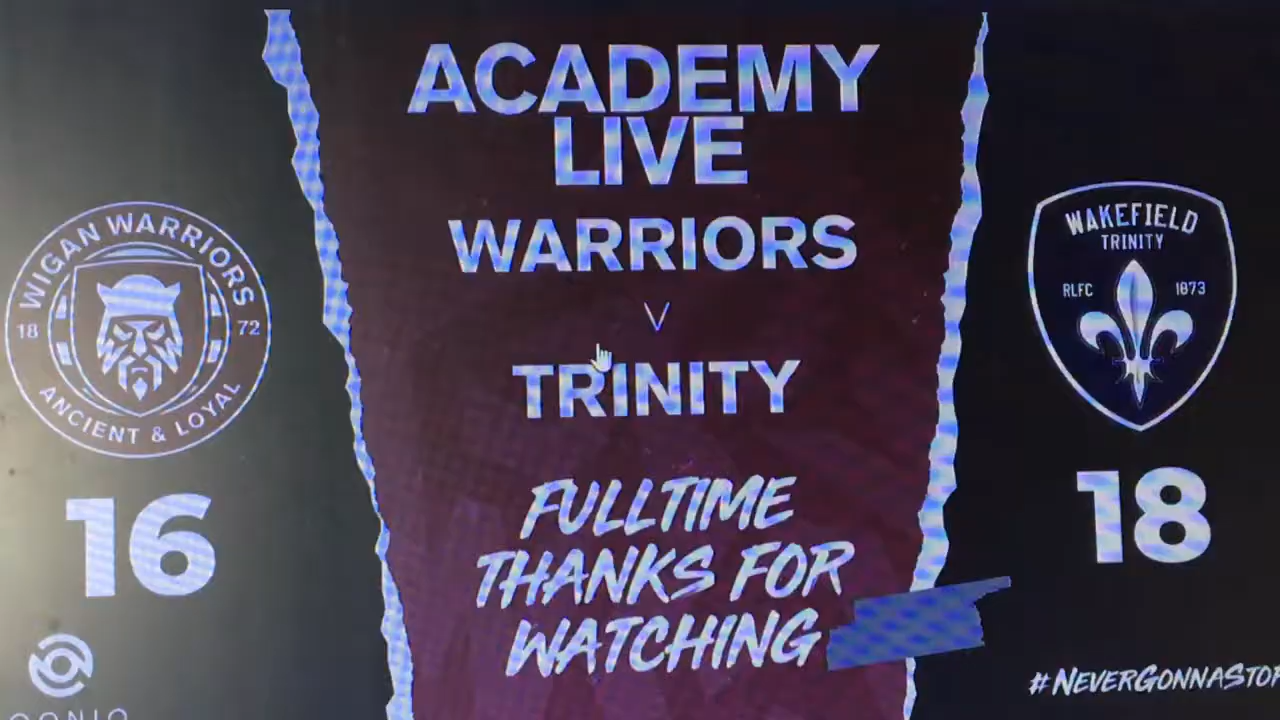 ACADEMY
LIVE
WARRIORS
V
TRINITY
FULLTIME
THANKS FOR
WATCHING
WIGAN WARRIORS
18 72
ANCIENT & LOYAL
16
WAKEFIELD
TRINITY
RLFC 1873
18
#NEVERGONNASTOP